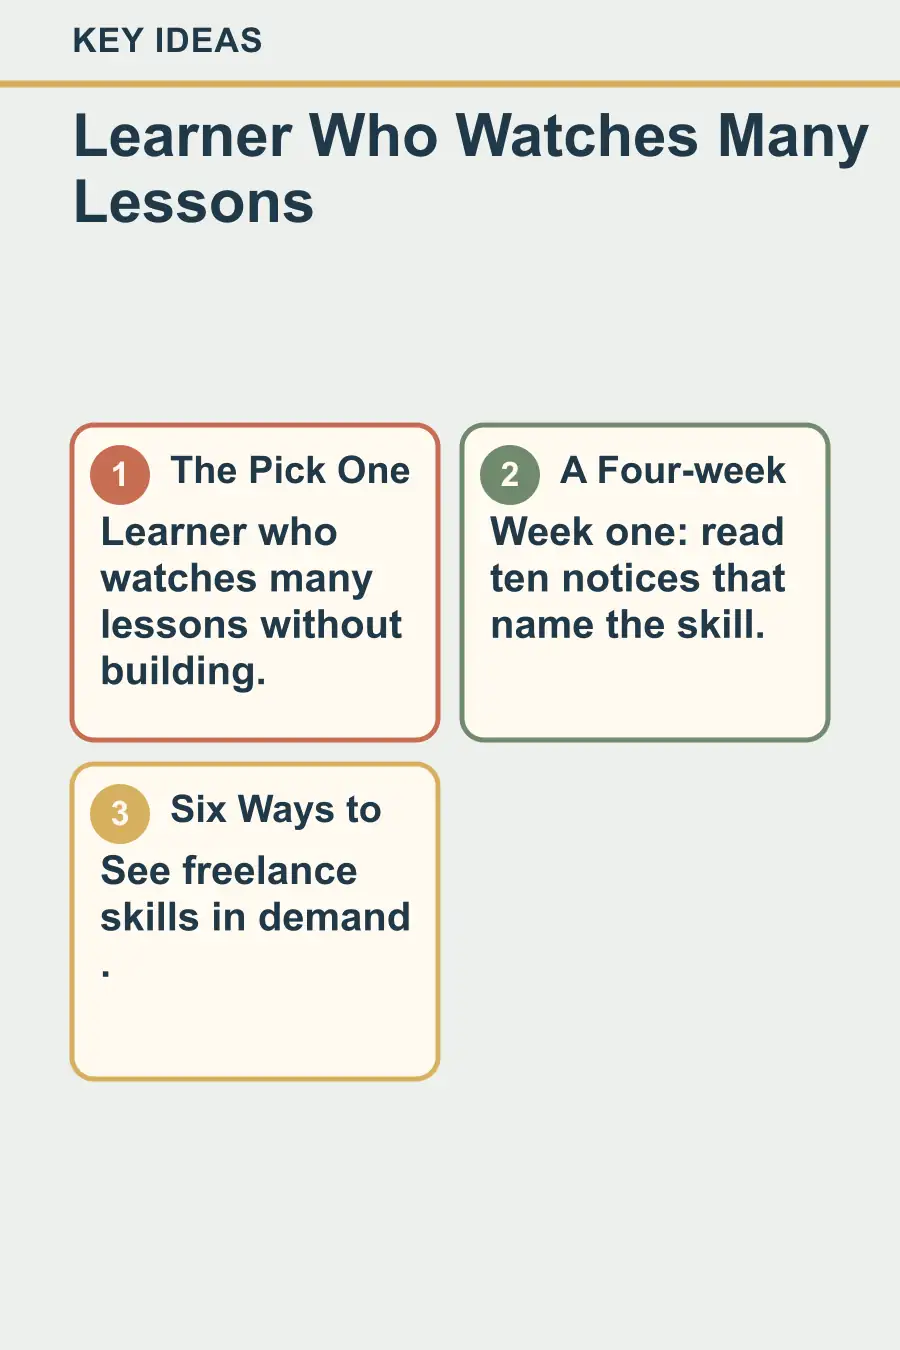 KEY IDEAS
Learner Who Watches Many
Lessons
1 The Pick One
Learner who
watches many
lessons without
building.
2 A Four-week
Week one: read
ten notices that
name the skill.
3 Six Ways to
See freelance
skills in demand
.